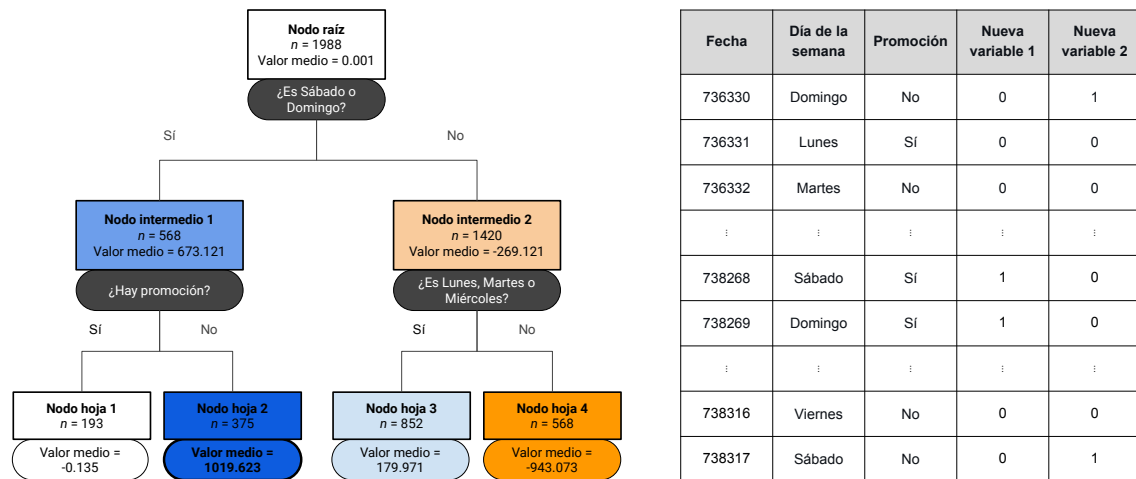 Nodo raíz
n = 1988
Valor medio = 0.001
¿Es Sábado o
Domingo?
Sí
No
Nodo intermedio 1
n = 568
Valor medio = 673.121
¿Hay promoción?
Nodo intermedio 2
n = 1420
Valor medio = -269.121
¿Es Lunes, Martes o
Miércoles?
Sí
No
Sí
No
Nodo hoja 1
n = 193
Valor medio =
-0.135
Nodo hoja 2
n = 375
Valor medio =
1019.623
Nodo hoja 3
n = 852
Valor medio =
179.971
Nodo hoja 4
n = 568
Valor medio =
-943.073
Fecha Día de la semana Promoción Nueva variable 1 Nueva variable 2
736330 Domingo No 0 1
736331 Lunes Sí 0 0
736332 Martes No 0 0
⋮ ⋮ ⋮ ⋮ ⋮
738268 Sábado Sí 1 0
738269 Domingo Sí 1 0
⋮ ⋮ ⋮ ⋮ ⋮
738316 Viernes No 0 0
738317 Sábado No 0 1